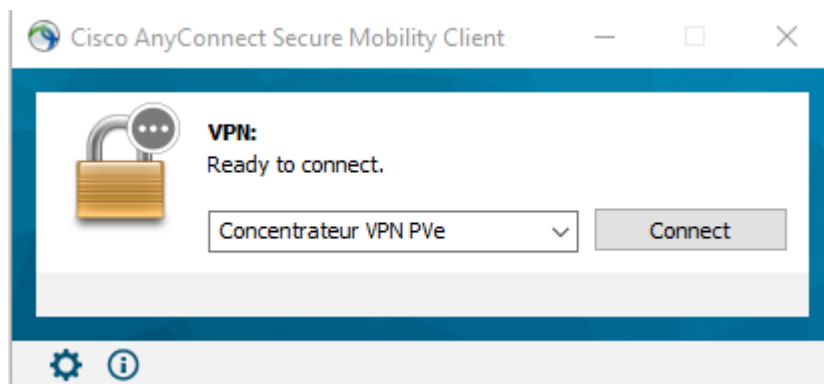 Cisco AnyConnect Secure Mobility Client
VPN:
Ready to connect.
Concentrateur VPN PVe
Connect